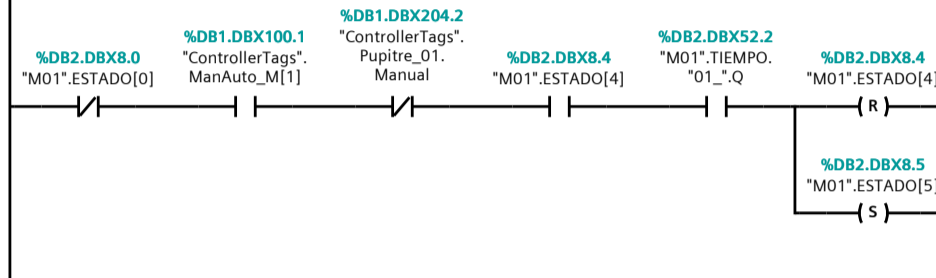 %DB2.DBX8.0
"M01".ESTADO[0]
%DB1.DBX100.1
"ControllerTags".
ManAuto_M[1]
%DB1.DBX204.2
"ControllerTags".
Pupitre_01.
Manual
%DB2.DBX8.4
"M01".ESTADO[4]
%DB2.DBX52.2
"M01".TIEMPO.
"01_".Q
%DB2.DBX8.4
"M01".ESTADO[4]
R
%DB2.DBX8.5
"M01".ESTADO[5]
S